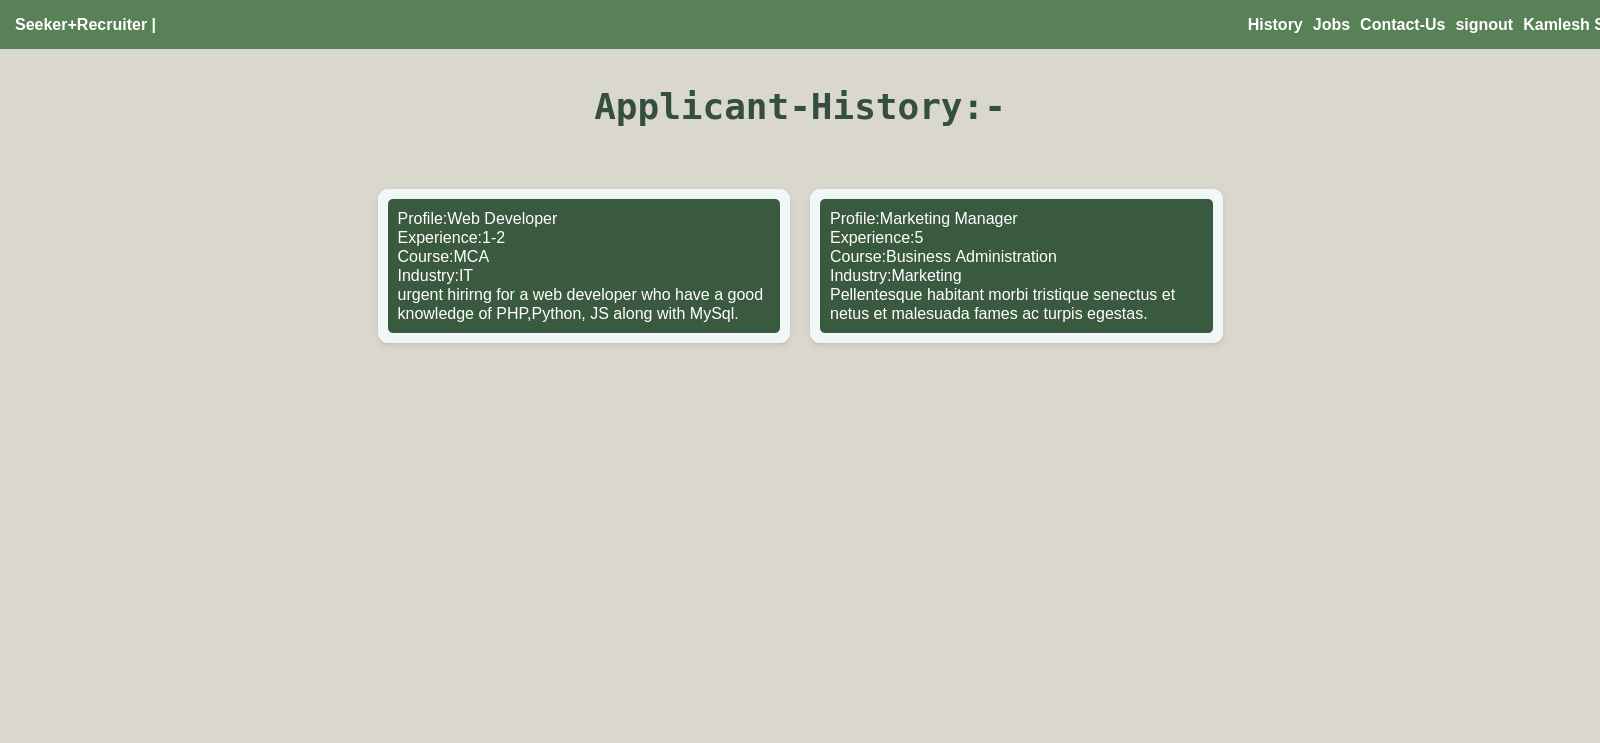 Seeker+Recruiter | History Jobs Contact-Us signout Kamlesh S
Applicant-History:-
Profile:Web Developer
Experience:1-2
Course:MCA
Industry:IT
urgent hirirng for a web developer who have a good
knowledge of PHP,Python, JS along with MySql.
Profile:Marketing Manager
Experience:5
Course:Business Administration
Industry:Marketing
Pellentesque habitant morbi tristique senectus et
netus et malesuada fames ac turpis egestas.